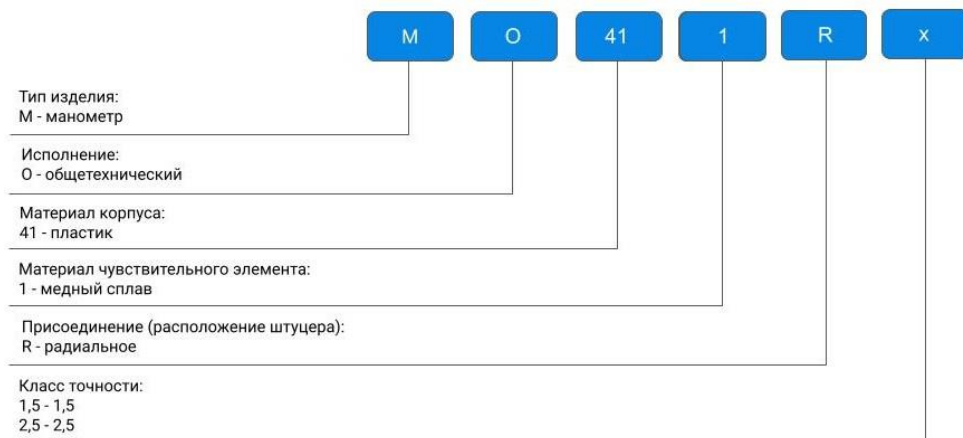 М О 41 1 R x
Тип изделия:
М - манометр
Исполнение:
О - общетехнический
Материал корпуса:
41 - пластик
Материал чувствительного элемента:
1 - медный сплав
Присоединение (расположение штуцера):
R - радиальное
Класс точности:
1,5 - 1,5
2,5 - 2,5